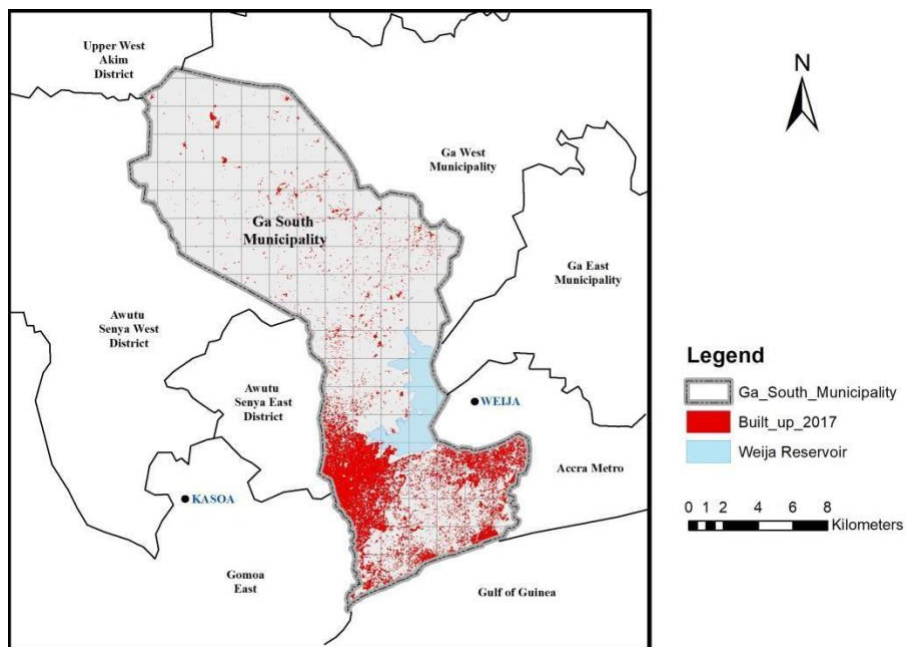 Upper West
Akim
District
N
Ga West
Municipality
Ga South
Municipality
Ga East
Municipality
Awutu
Senya West
District
Awutu
Senya East
District
WEIJA
KASOA
Accra Metro
Gomoa
East
Gulf of Guinea
Legend
Ga_South_Municipality
Built_up_2017
Weija Reservoir
0 1 2 4 6 8
Kilometers